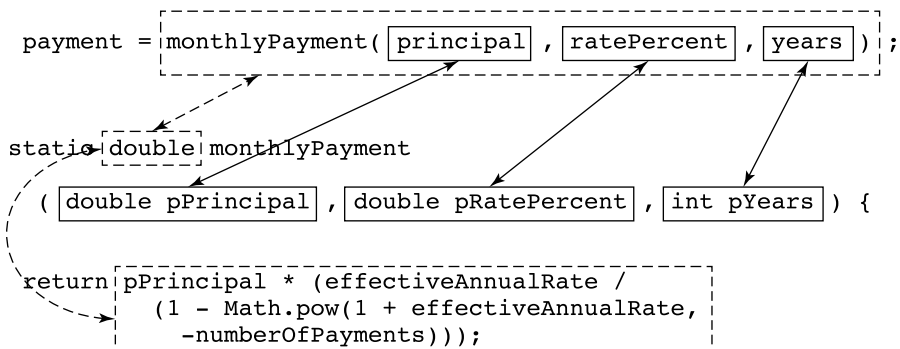 payment = monthlyPayment( principal , ratePercent , years ) ;
static double monthlyPayment
( double pPrincipal , double pRatePercent , int pYears ) {
return pPrincipal * (effectiveAnnualRate /
(1 - Math.pow(1 + effectiveAnnualRate,
-numberOfPayments)));